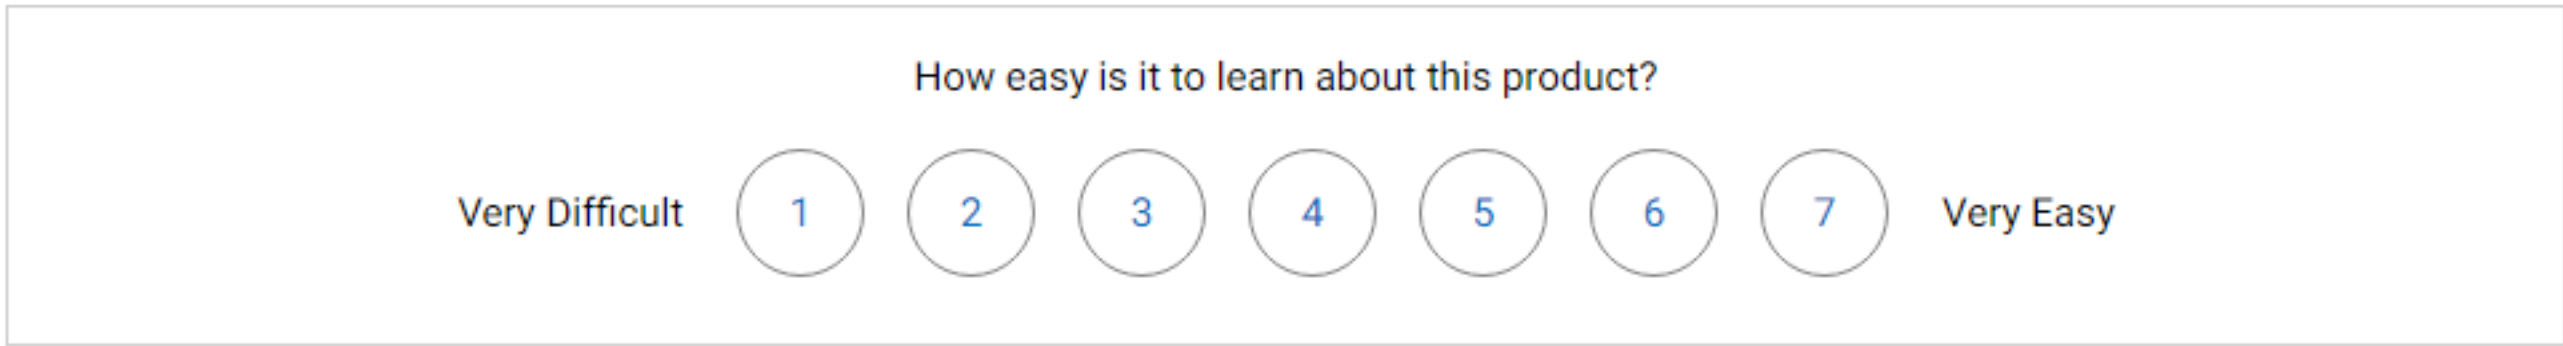 How easy is it to learn about this product?
Very Difficult 1 2 3 4 5 6 7 Very Easy